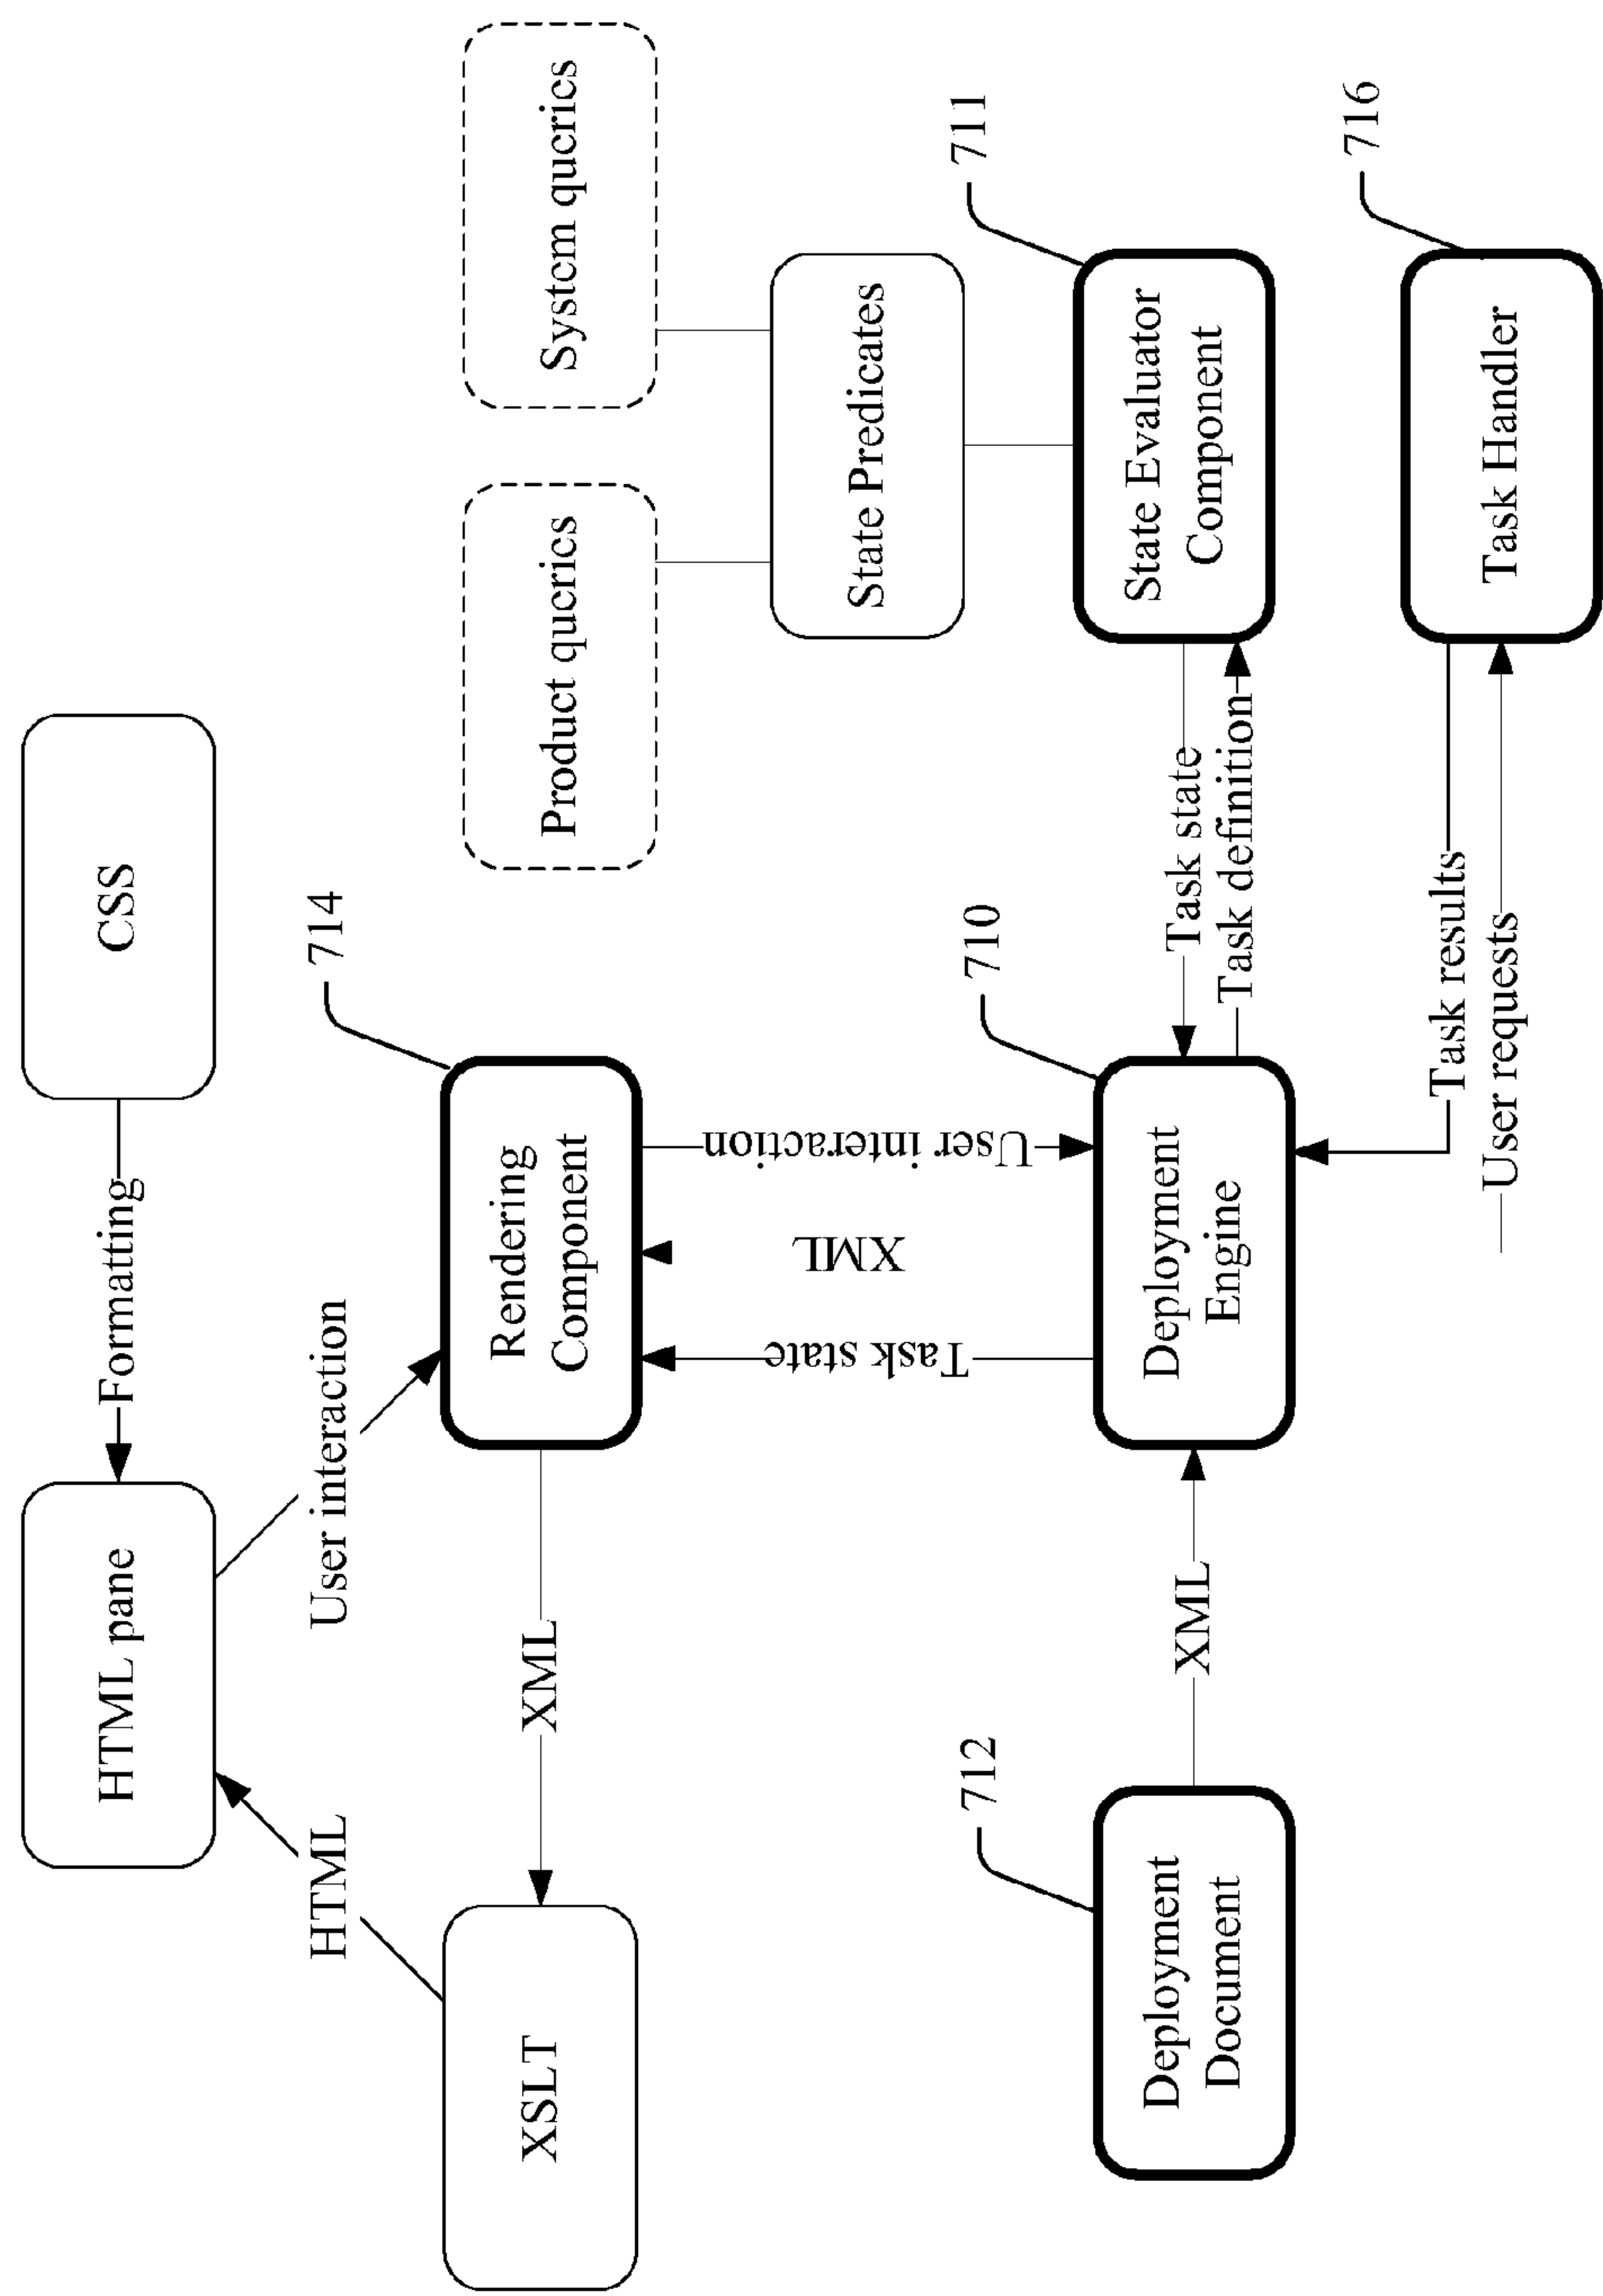 HTML pane
Formatting
CSS
HTML
User interaction
714
XSLT
XML
Rendering
Component
Product queries
System queries
Task state
XML
User interaction
State Predicates
712
710
711
Deployment
Document
XML
Deployment
Engine
Task state
Task definition
State Evaluator
Component
716
Task results
User requests
Task Handler